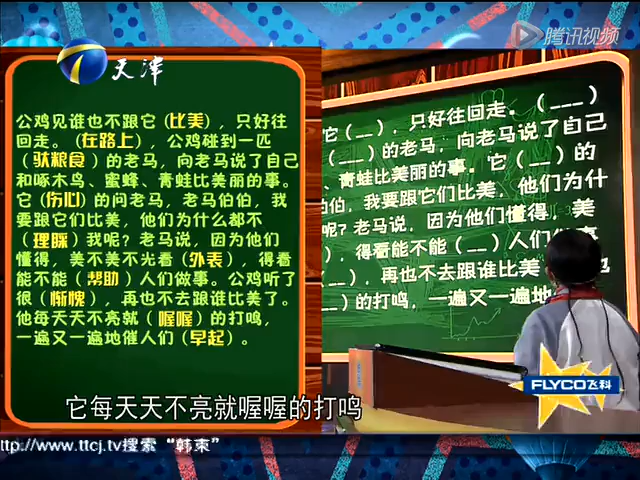 腾讯视频
天津
公鸡见谁也不跟它(比美),只好往
回走。(在路上),公鸡碰到一匹
(驮粮食)的老马,向老马说了自己
和啄木鸟、蜜蜂、青蛙比美丽的事。
它(伤心)的问老马,老马伯伯,我
要跟它们比美,他们为什么都不
(理睬)我呢?老马说,因为他们
懂得,美不美不光看(外表),得看
能不能(帮助)人们做事。公鸡听了
很(惭愧),再也不去跟谁比美了。
他每天天不亮就(喔喔)的打鸣,
一遍又一遍地催人们(早起)。
它(__),只好往回走。(___)
(___)的老马,向老马说了自己
、青蛙比美丽的事。它(__)的
伯伯,我要跟它们比美,他们为什
呢?老马说,因为他们懂得,美
),得看能不能(__)人们做事
),再也不去跟谁比美
__)的打鸣,一遍又一遍地
FLYCO飞科
它每天天不亮就喔喔的打鸣
ttp://www.ttcj.tv搜索“韩束”